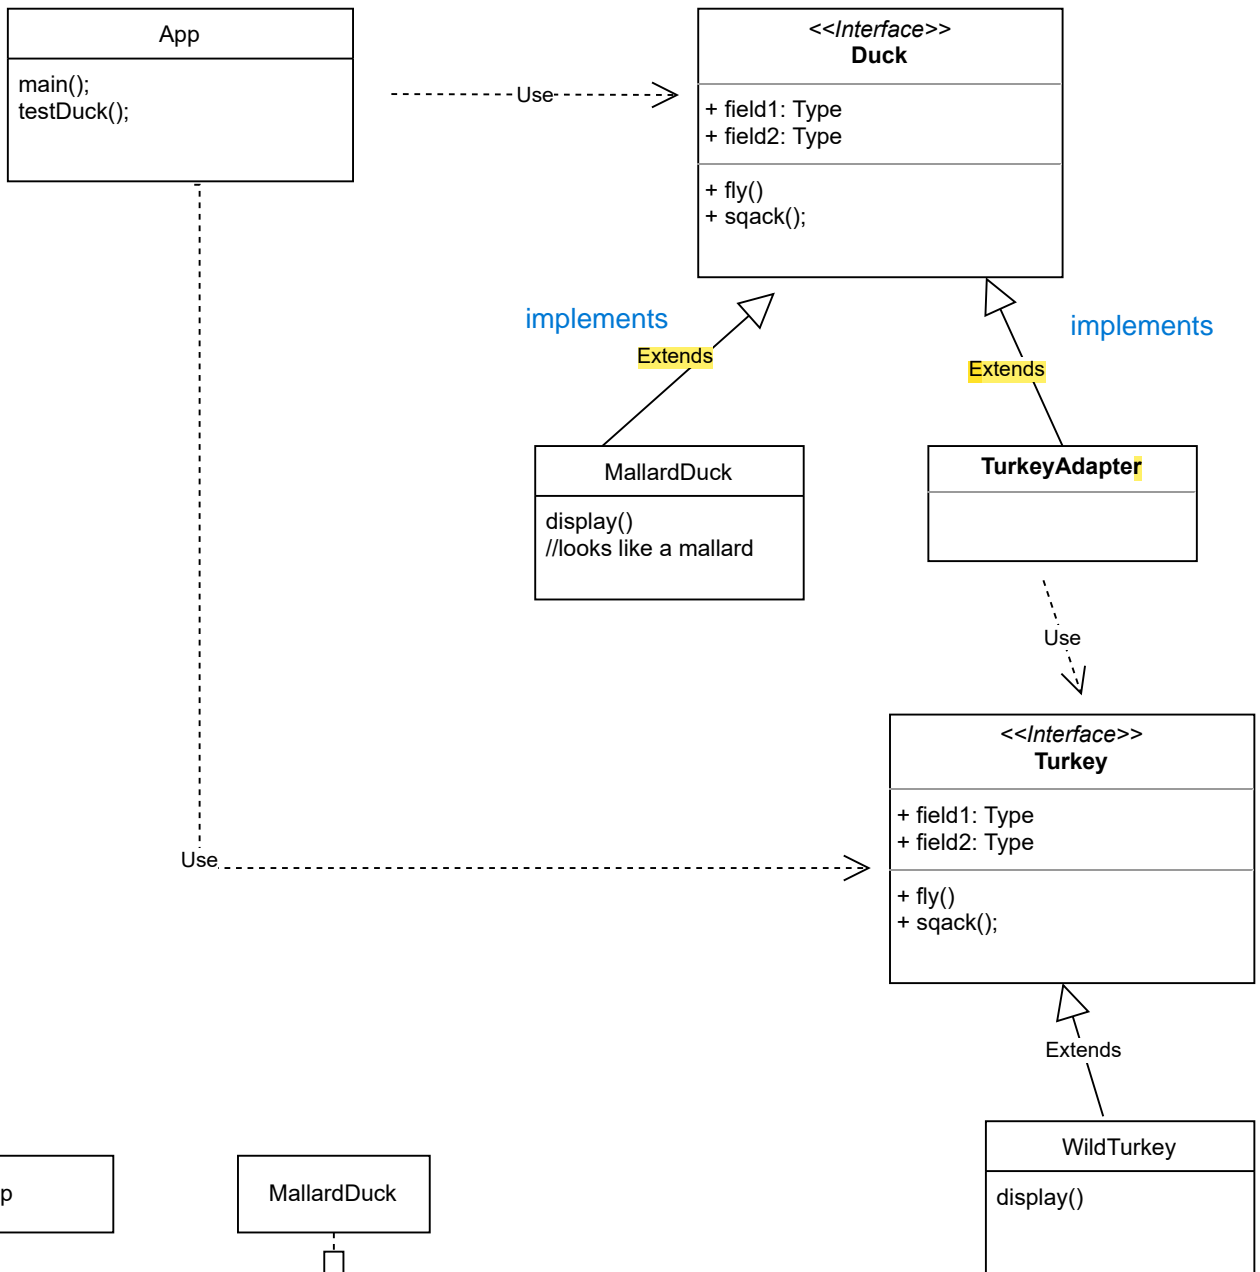 App
main();
testDuck();
Use
<<Interface>>
Duck
+ field1: Type
+ field2: Type
+ fly()
+ sqack();
implements
Extends
implements
Extends
MallardDuck
display()
//looks like a mallard
TurkeyAdapter
Use
<<Interface>>
Turkey
+ field1: Type
+ field2: Type
+ fly()
+ sqack();
Use
Extends
WildTurkey
display()
p
MallardDuck